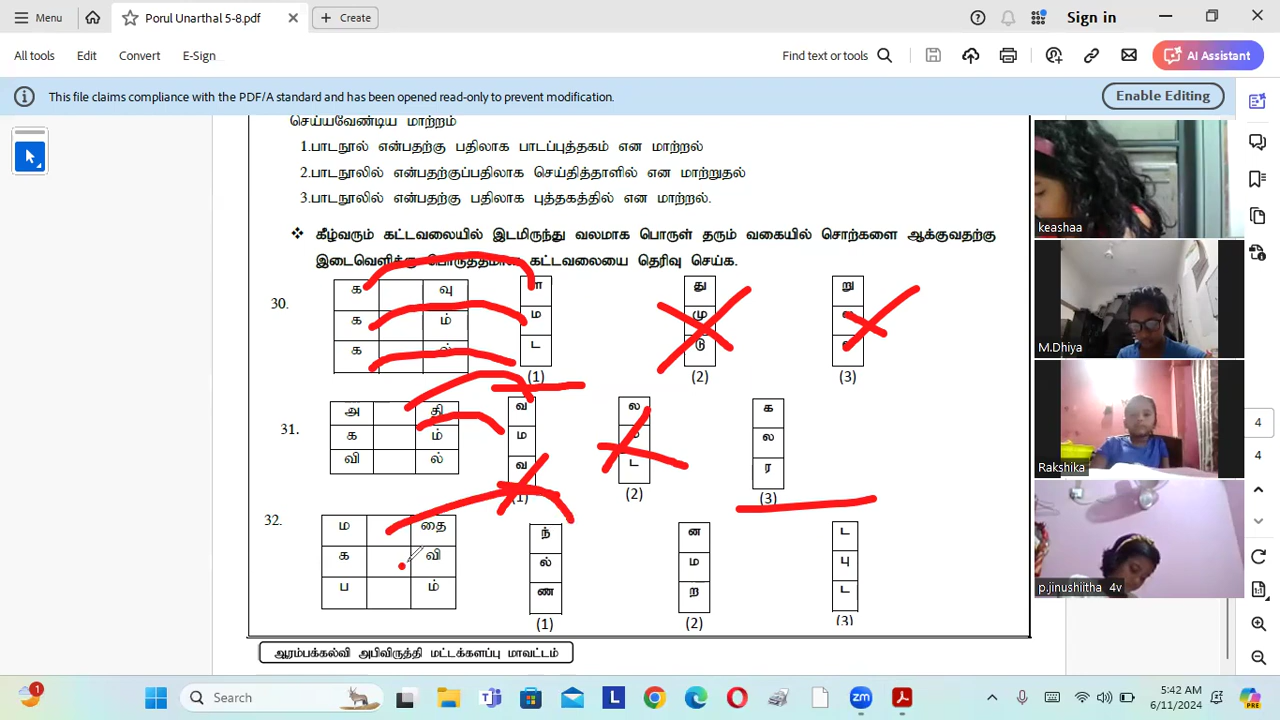 Menu
Porul Unarthal 5-8.pdf
Create
Sign in
All tools
Edit
Convert
E-Sign
Find text or tools
AI Assistant
This file claims compliance with the PDF/A standard and has been opened read-only to prevent modification.
Enable Editing
செய்யவேண்டிய மாற்றம்
1.பாடநூல் என்பதற்கு பதிலாக பாடப்புத்தகம் என மாற்றல்
2.பாடநூலில் என்பதற்குப்பதிலாக செய்தித்தாளில் என மாற்றுதல்
3.பாடநூலில் என்பதற்கு பதிலாக புத்தகத்தில் என மாற்றல்.
❖ கீழ்வரும் கட்டவலையில் இடமிருந்து வலமாக பொருள் தரும் வகையில் சொற்களை ஆக்குவதற்கு
இடைவெளிக்கு பொருத்தமான கட்டவலையை தெரிவு செய்க.
30.
க வு ா து று
க ம் ம மு
க ல் ட டு
(1) (2) (3)
31.
அ தி வ ல க
க ம் ம ல
வி ல் வ ட ர
(1) (2) (3)
32.
ம தை ந் ன ட
க வி ல் ம பு
ப ம் ண ற ட
(1) (2) (3)
ஆரம்பக்கல்வி அபிவிருத்தி மட்டக்களப்பு மாவட்டம்
keashaa
M.Dhiya
Rakshika
p.jinushiitha 4v
4
4
1
Search
5:42 AM
6/11/2024